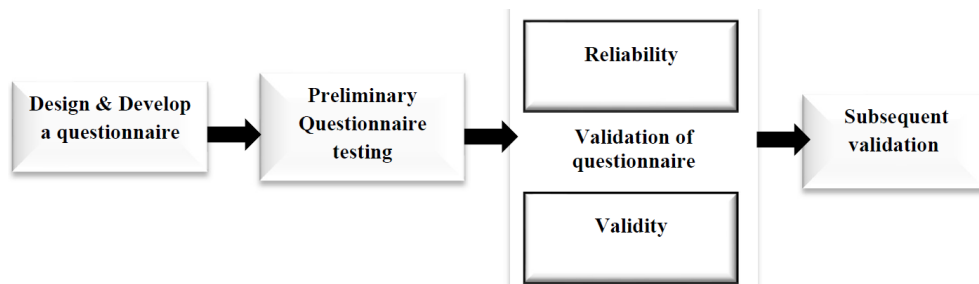 Design & Develop
a questionnaire
Preliminary
Questionnaire
testing
Reliability
Validation of
questionnaire
Validity
Subsequent
validation